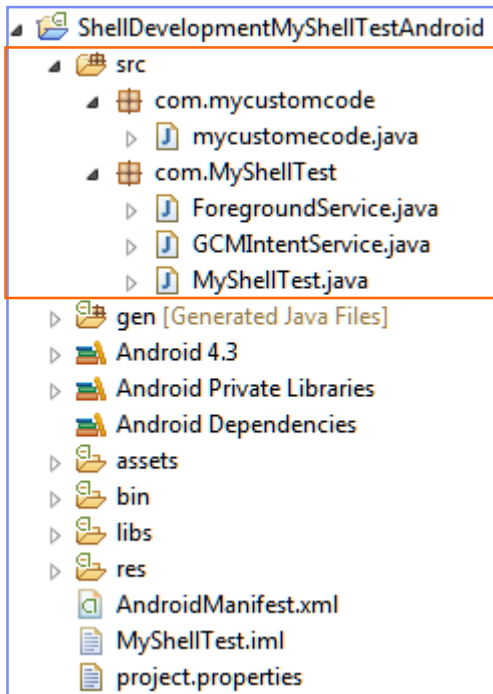 ShellDevelopmentMyShellTestAndroid
src
com.mycustomcode
mycustomecode.java
com.MyShellTest
ForegroundService.java
GCMIntentService.java
MyShellTest.java
gen [Generated Java Files]
Android 4.3
Android Private Libraries
Android Dependencies
assets
bin
libs
res
AndroidManifest.xml
MyShellTest.iml
project.properties